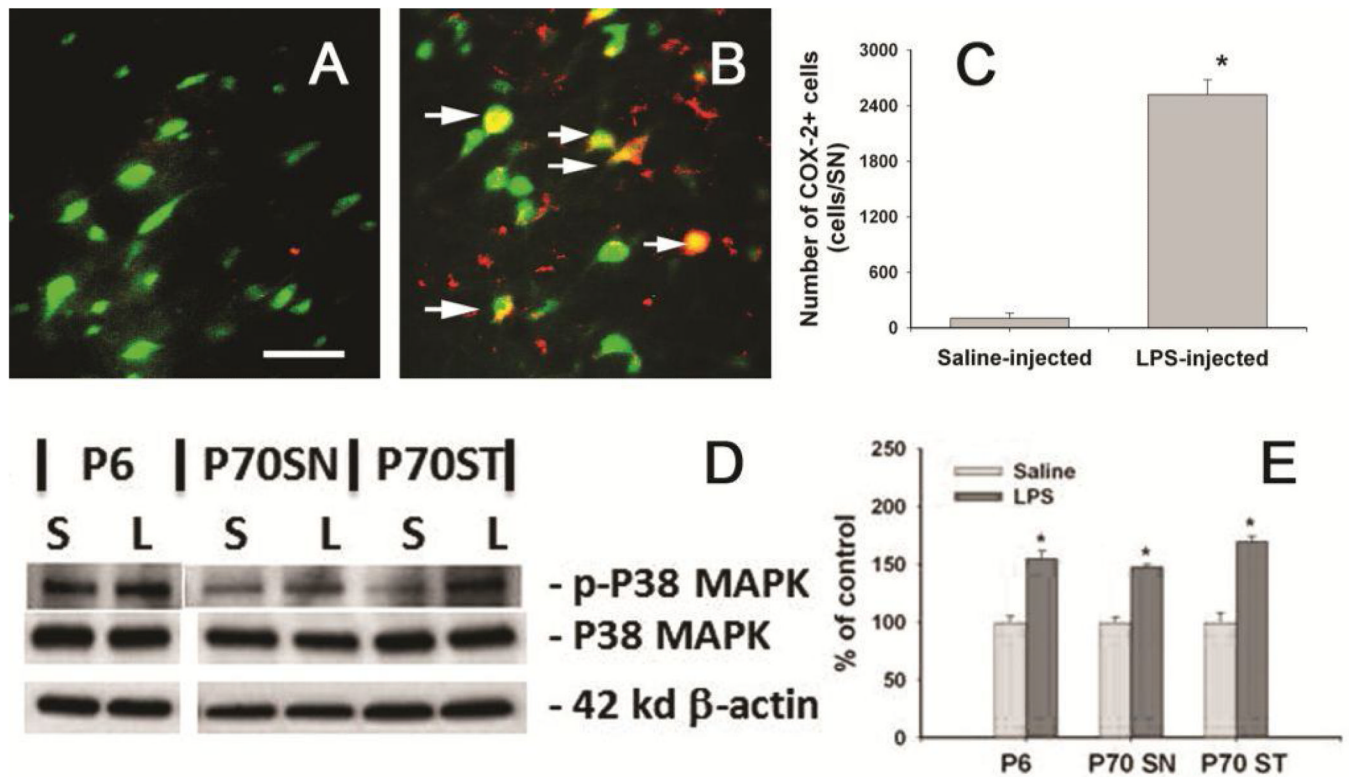 A
B
C
3000
2400
1800
1200
600
0
Number of COX-2+ cells
(cells/SN)
*
Saline-injected
LPS-injected
D
P6
P70SN
P70ST
S
L
S
L
S
L
- p-P38 MAPK
- P38 MAPK
- 42 kd β-actin
E
250
200
150
100
50
0
% of control
Saline
LPS
*
*
*
P6
P70 SN
P70 ST